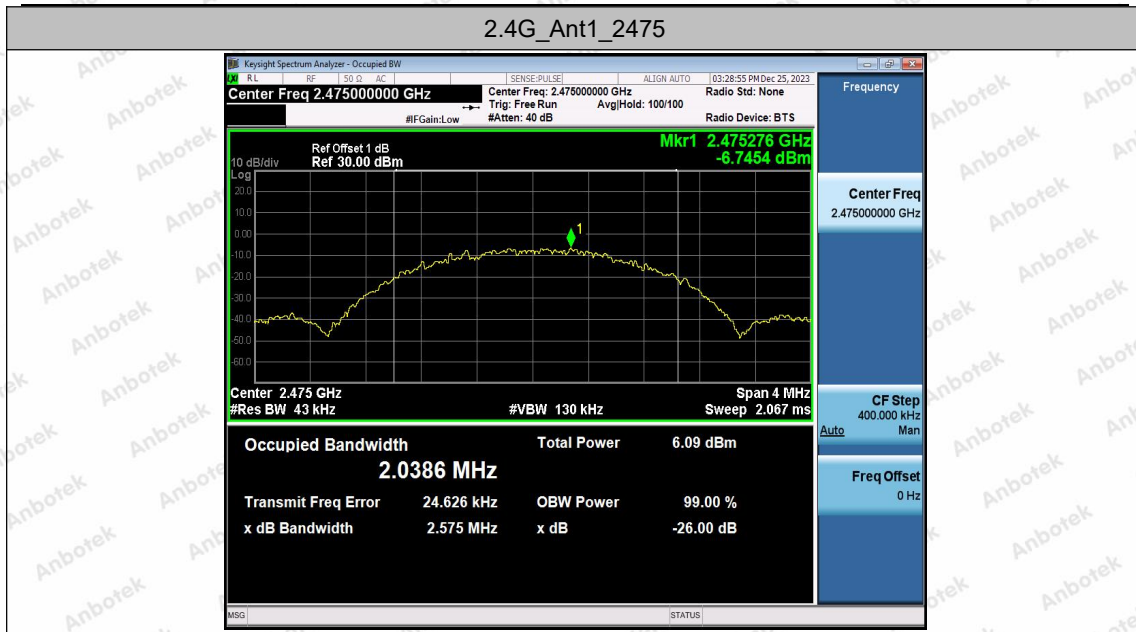 2.4G_Ant1_2475
Keysight Spectrum Analyzer - Occupied BW
RL RF 50 Ω AC SENSE:PULSE ALIGN AUTO 03:28:55 PM Dec 25, 2023
Center Freq 2.475000000 GHz
Center Freq: 2.475000000 GHz Radio Std: None
Trig: Free Run Avg|Hold: 100/100
#IFGain:Low #Atten: 40 dB Radio Device: BTS
Ref Offset 1 dB
10 dB/div Ref 30.00 dBm
Mkr1 2.475276 GHz
-6.7454 dBm
Log
20.0
10.0
0.00
-10.0
-20.0
-30.0
-40.0
-50.0
-60.0
1
Center 2.475 GHz Span 4 MHz
#Res BW 43 kHz #VBW 130 kHz Sweep 2.067 ms
Occupied Bandwidth Total Power 6.09 dBm
2.0386 MHz
Transmit Freq Error 24.626 kHz OBW Power 99.00 %
x dB Bandwidth 2.575 MHz x dB -26.00 dB
MSG STATUS
Frequency
Center Freq
2.475000000 GHz
CF Step
400.000 kHz
Auto Man
Freq Offset
0 Hz
Anbotek